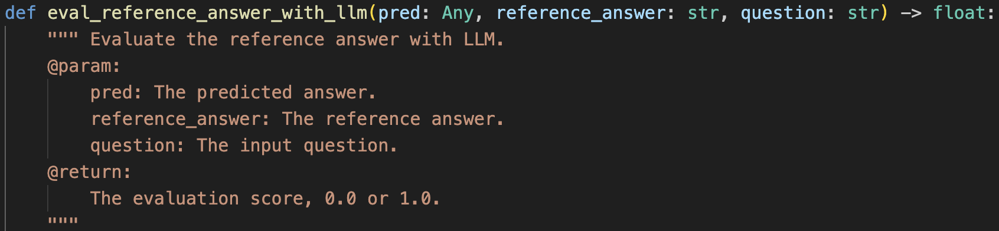 def eval_reference_answer_with_llm(pred: Any, reference_answer: str, question: str) -> float:
    """ Evaluate the reference answer with LLM.
    @param:
        pred: The predicted answer.
        reference_answer: The reference answer.
        question: The input question.
    @return:
        The evaluation score, 0.0 or 1.0.
    """